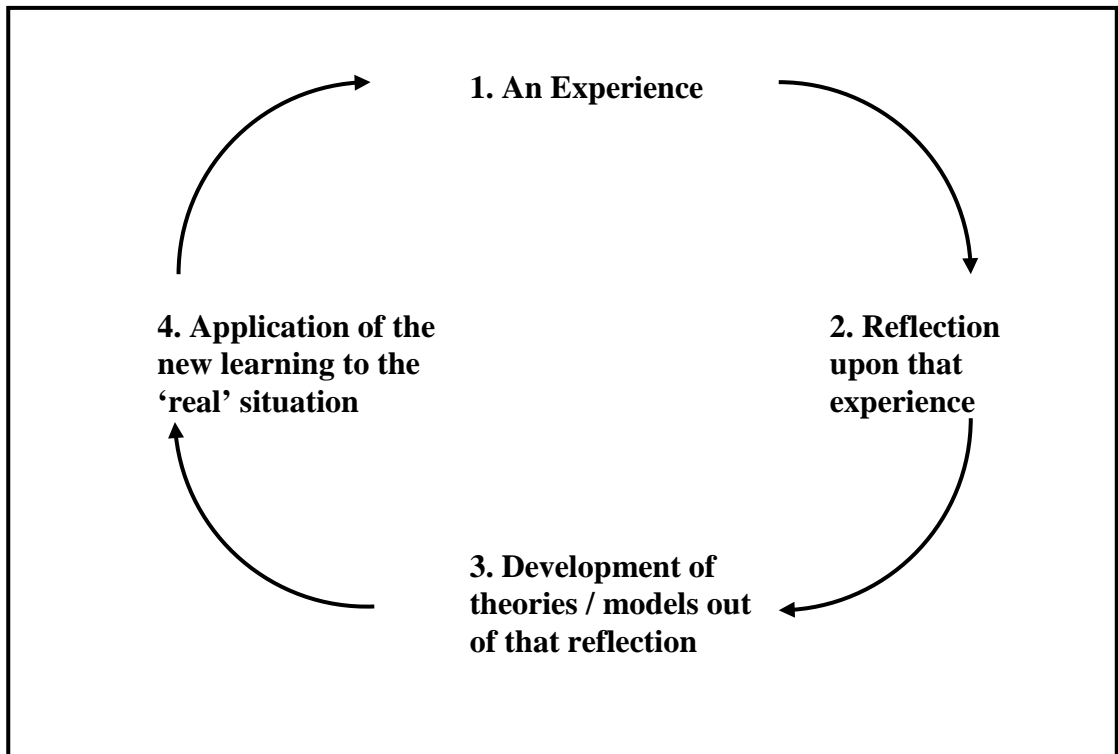 1. An Experience
2. Reflection
upon that
experience
3. Development of
theories / models out
of that reflection
4. Application of the
new learning to the
‘real’ situation